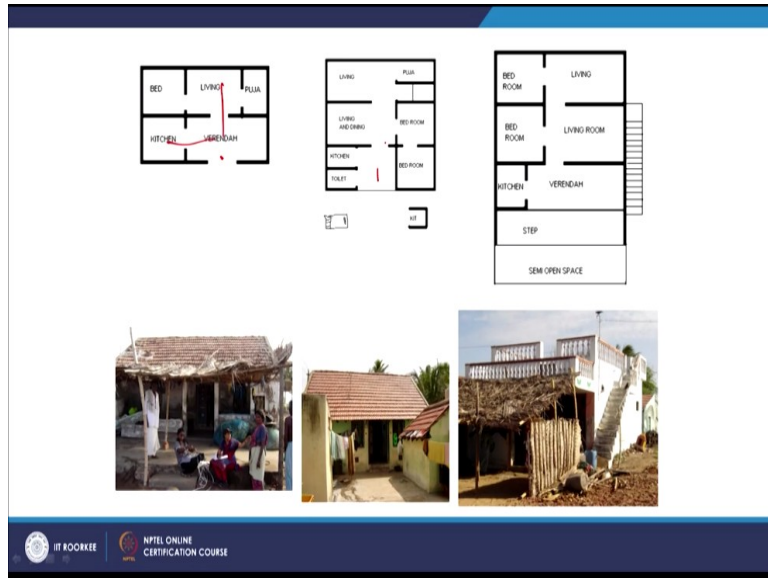 BED
LIVING
PUJA
KITCHEN
VERENDAH
LIVING
PUJA
LIVING
AND DINING
BED ROOM
KITCHEN
TOILET
BED ROOM
KIT
BED
ROOM
LIVING
BED
ROOM
LIVING ROOM
KITCHEN
VERENDAH
STEP
SEMI OPEN SPACE
IIT ROORKEE
NPTEL ONLINE
CERTIFICATION COURSE